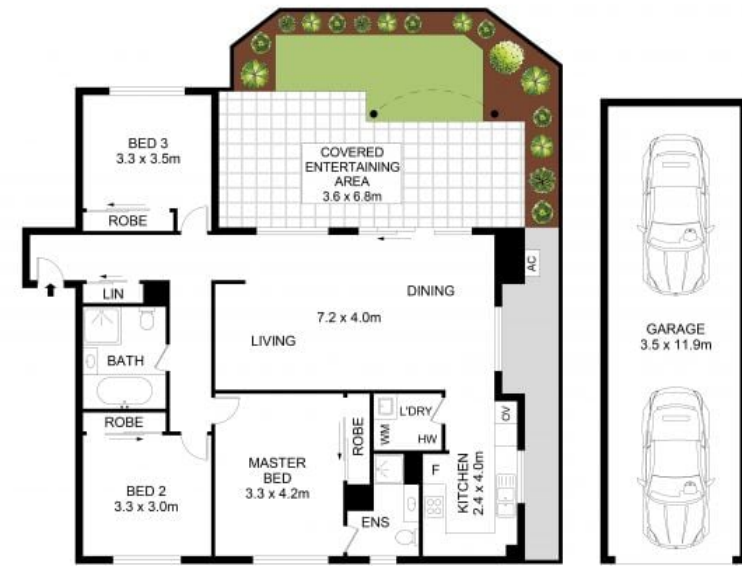 BED 3
3.3 x 3.5m
ROBE
COVERED
ENTERTAINING
AREA
3.6 x 6.8m
LIN
BATH
DINING
7.2 x 4.0m
LIVING
AC
GARAGE
3.5 x 11.9m
ROBE
BED 2
3.3 x 3.0m
MASTER
BED
3.3 x 4.2m
ROBE
L'DRY
WM
HW
OV
F
KITCHEN
2.4 x 4.0m
ENS